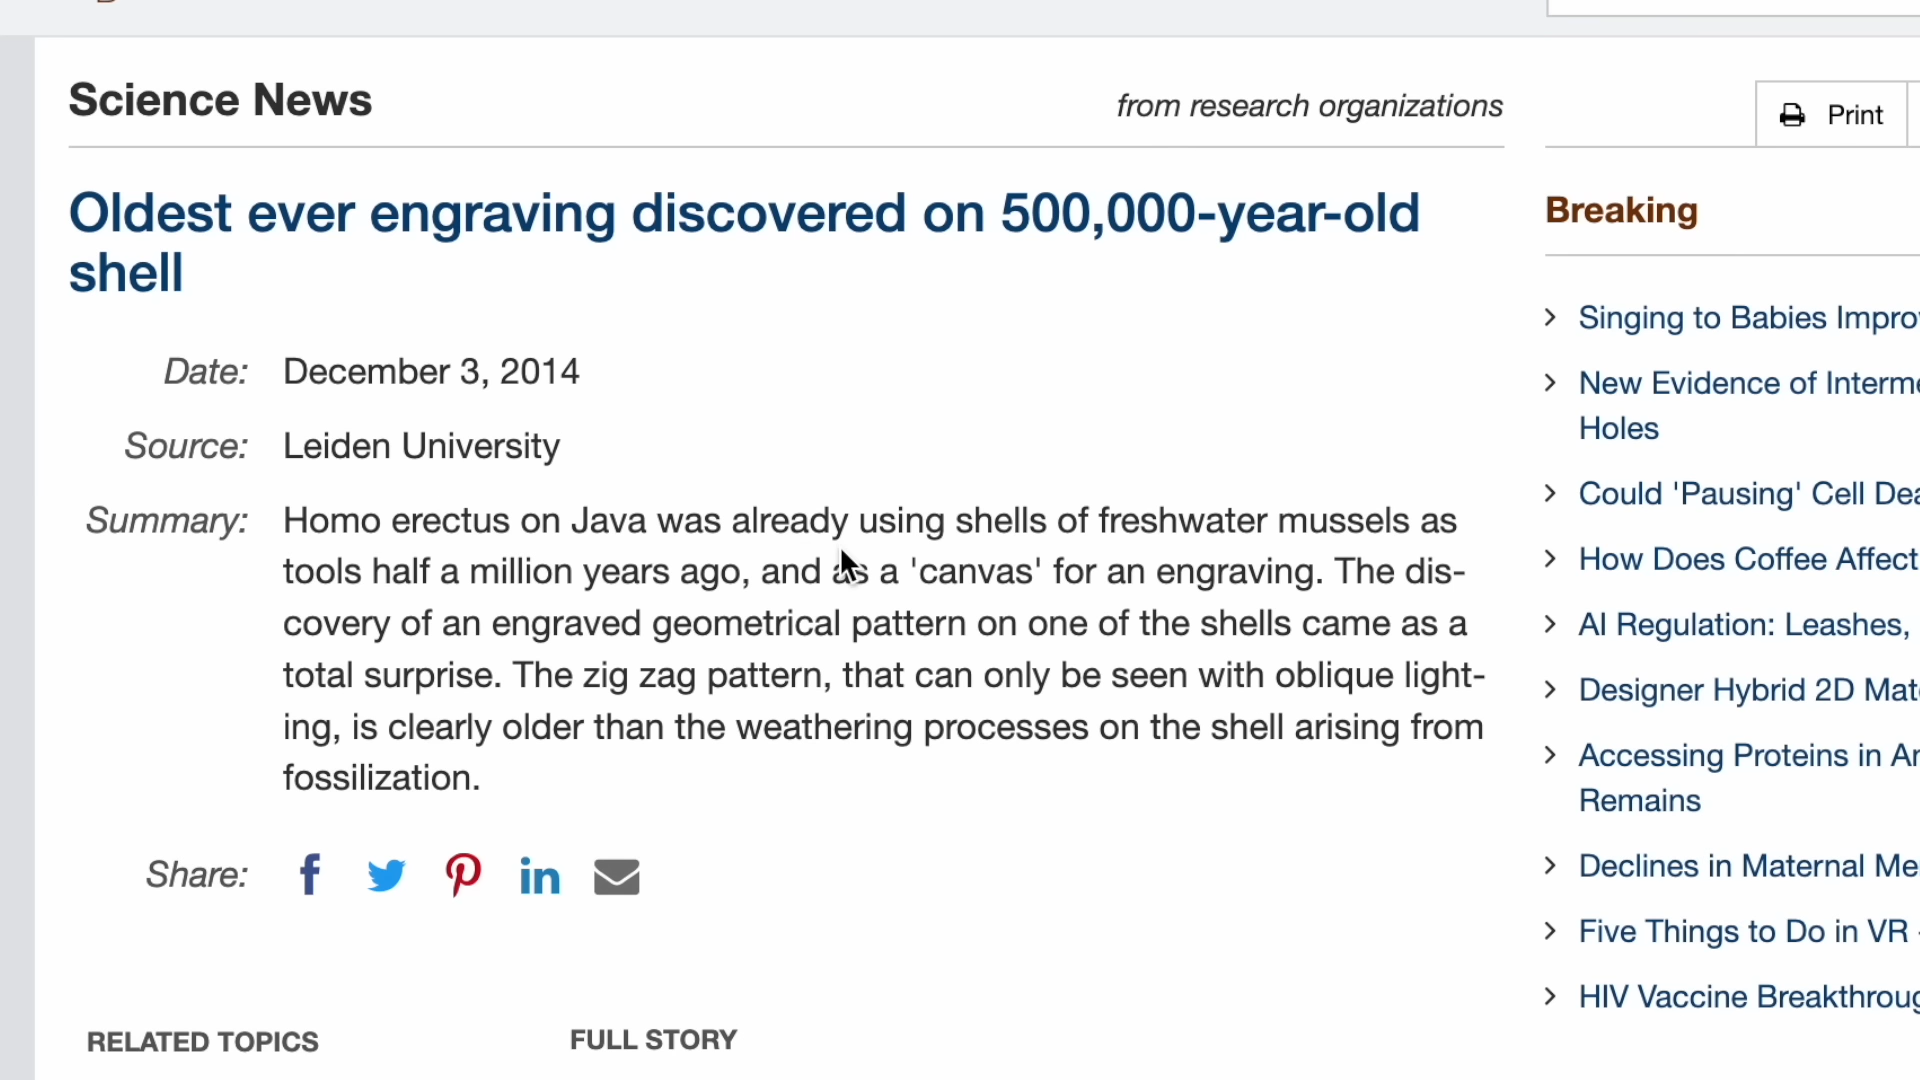 Science News
from research organizations
Print
Oldest ever engraving discovered on 500,000-year-old
shell
Date: December 3, 2014
Source: Leiden University
Summary: Homo erectus on Java was already using shells of freshwater mussels as
tools half a million years ago, and as a 'canvas' for an engraving. The dis-
covery of an engraved geometrical pattern on one of the shells came as a
total surprise. The zig zag pattern, that can only be seen with oblique light-
ing, is clearly older than the weathering processes on the shell arising from
fossilization.
Share:
RELATED TOPICS
FULL STORY
Breaking
Singing to Babies
New Evidence of
Holes
Could 'Pausing' Cell
How Does Coffee Affect
AI Regulation: Leashes,
Designer Hybrid 2D
Accessing Proteins in
Remains
Declines in Maternal
Five Things to Do in VR
HIV Vaccine